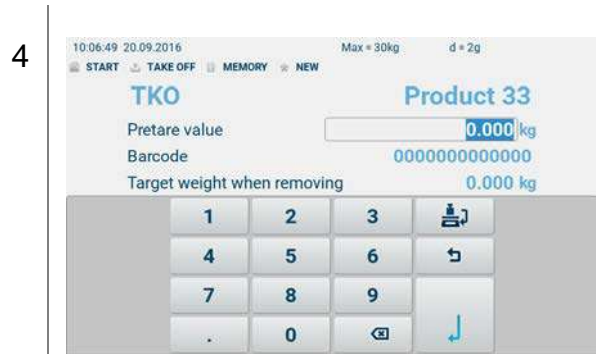 4
10:06:49 20.09.2016 Max = 30kg d = 2g
START TAKE OFF MEMORY NEW
TKO Product 33
Pretare value 0.000 kg
Barcode 0000000000000
Target weight when removing 0.000 kg
1 2 3
4 5 6
7 8 9
. 0